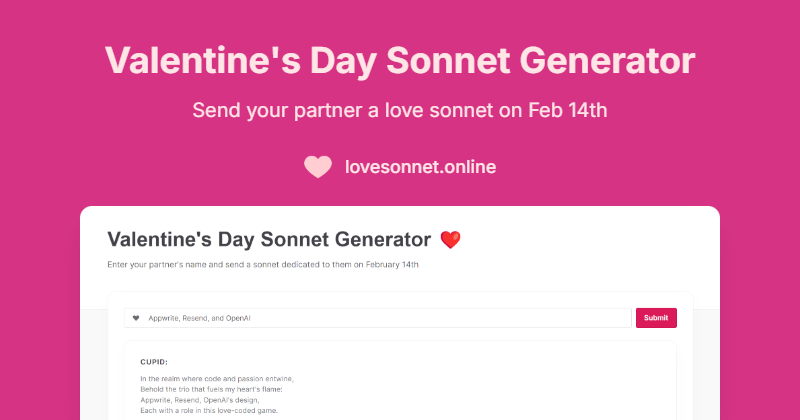 Valentine's Day Sonnet Generator
Send your partner a love sonnet on Feb 14th
lovesonnet.online
Valentine's Day Sonnet Generator
Enter your partner's name and send a sonnet dedicated to them on February 14th
Appwrite, Resend, and OpenAI
Submit
CUPID:
In the realm where code and passion entwine,
Behold the trio that fuels my heart's flame:
Appwrite, Resend, OpenAI's design,
Each with a role in this love-coded game.